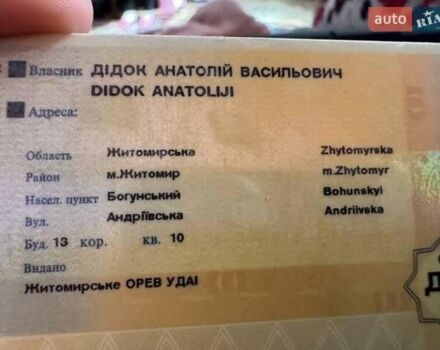 auto
RIA
Власник ДІДОК АНАТОЛІЙ ВАСИЛЬОВИЧ
DIDOK ANATOLIJI
Адреса:
Область Житомирська Zhytomyrska
Район м.Житомир m.Zhytomyr
Насел. пункт Богунський Bohunskyi
Вул. Андріївська Andriivska
Буд. 13 кор. кв. 10
Видано
Житомирське ОРЕВ УДАІ